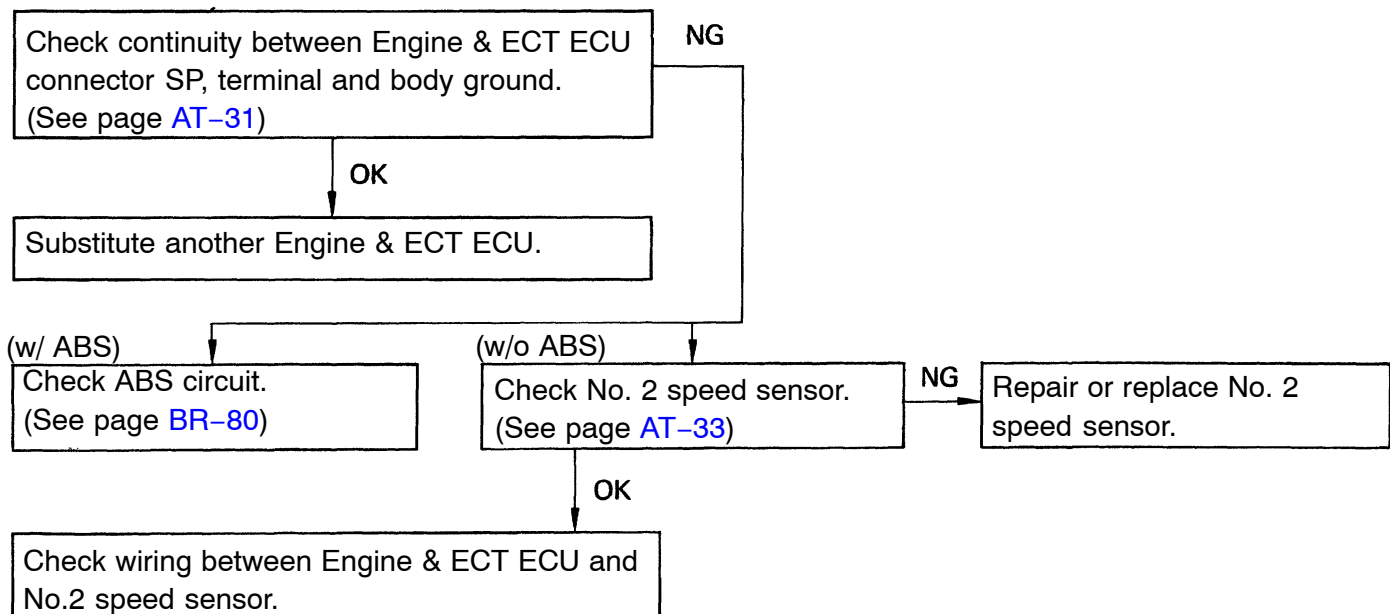 Check continuity between Engine & ECT ECU
connector SP, terminal and body ground.
(See page AT–31)
NG
OK
Substitute another Engine & ECT ECU.
(w/ ABS)
Check ABS circuit.
(See page BR–80)
(w/o ABS)
Check No. 2 speed sensor.
(See page AT–33)
NG
Repair or replace No. 2
speed sensor.
OK
Check wiring between Engine & ECT ECU and
No.2 speed sensor.